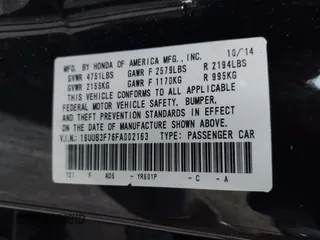 MFD. BY HONDA OF AMERICA MFG., INC. 10/14
GVWR 4751LBS GAWR F 2579LBS R 2194LBS
GVWR 2155KG GAWR F 1170KG R 995KG
THIS VEHICLE CONFORMS TO ALL APPLICABLE
FEDERAL MOTOR VEHICLE SAFETY, BUMPER,
AND THEFT PREVENTION STANDARDS IN EFFECT
ON THE DATE OF MANUFACTURE SHOWN ABOVE.
V.I.N.: 19UUB3F76FA002163 TYPE: PASSENGER CAR
F AD6 - YR601P - C - A